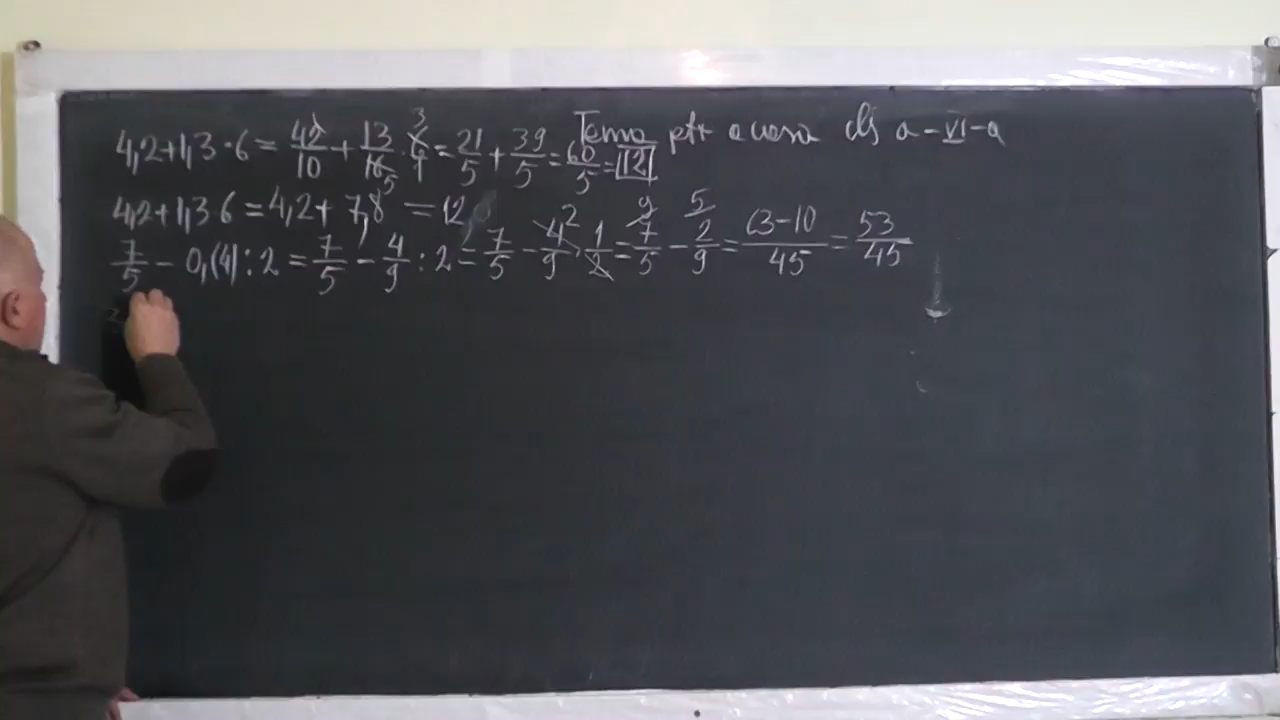 Tema ptr acasa cls a-VI-a
4,2+1,3·6 = 42/10 + 13/10 · 6/1 = 21/5 + 39/5 = 60/5 = 12
4,2+1,3 6 = 4,2+ 7,8 = 12
7/5 - 0,(4) : 2 = 7/5 - 4/9 : 2 = 7/5 - 4/9 · 1/2 = 7/5 - 2/9 = 63-10/45 = 53/45